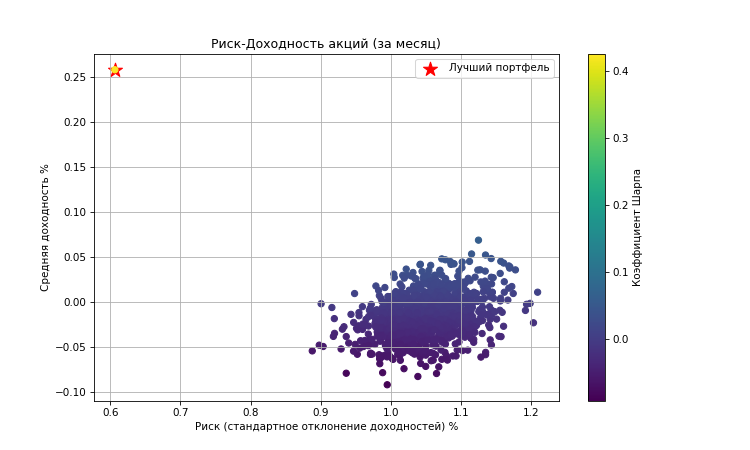 Риск-Доходность акций (за месяц)
Лучший портфель
Средняя доходность %
0.25
0.20
0.15
0.10
0.05
0.00
−0.05
−0.10
0.6 0.7 0.8 0.9 1.0 1.1 1.2
Риск (стандартное отклонение доходностей) %
0.4
0.3
0.2
0.1
0.0
Коэффициент Шарпа